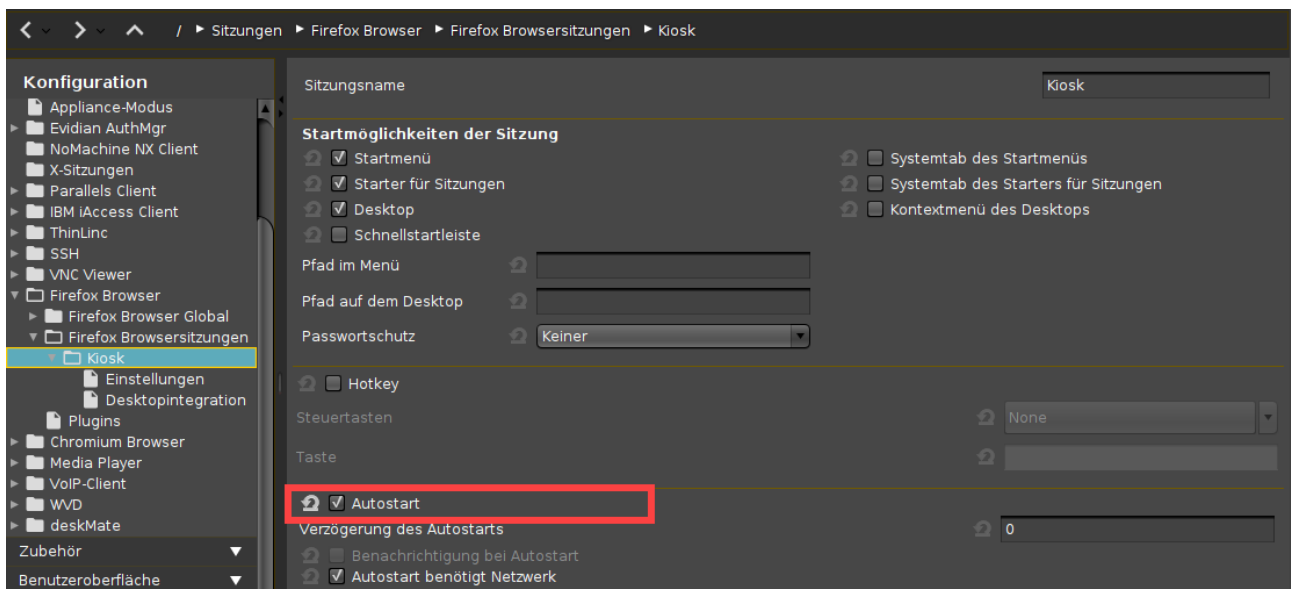 / ▸ Sitzungen ▸ Firefox Browser ▸ Firefox Browsersitzungen ▸ Kiosk
Konfiguration
Appliance-Modus
Evidian AuthMgr
NoMachine NX Client
X-Sitzungen
Parallels Client
IBM iAccess Client
ThinLinc
SSH
VNC Viewer
Firefox Browser
Firefox Browser Global
Firefox Browsersitzungen
Kiosk
Einstellungen
Desktopintegration
Plugins
Chromium Browser
Media Player
VoIP-Client
WVD
deskMate
Zubehör
Benutzeroberfläche
Sitzungsname Kiosk
Startmöglichkeiten der Sitzung
Startmenü Systemtab des Startmenüs
Starter für Sitzungen Systemtab des Starters für Sitzungen
Desktop Kontextmenü des Desktops
Schnellstartleiste
Pfad im Menü
Pfad auf dem Desktop
Passwortschutz Keiner
Hotkey
Steuertasten None
Taste
Autostart
Verzögerung des Autostarts 0
Benachrichtigung bei Autostart
Autostart benötigt Netzwerk